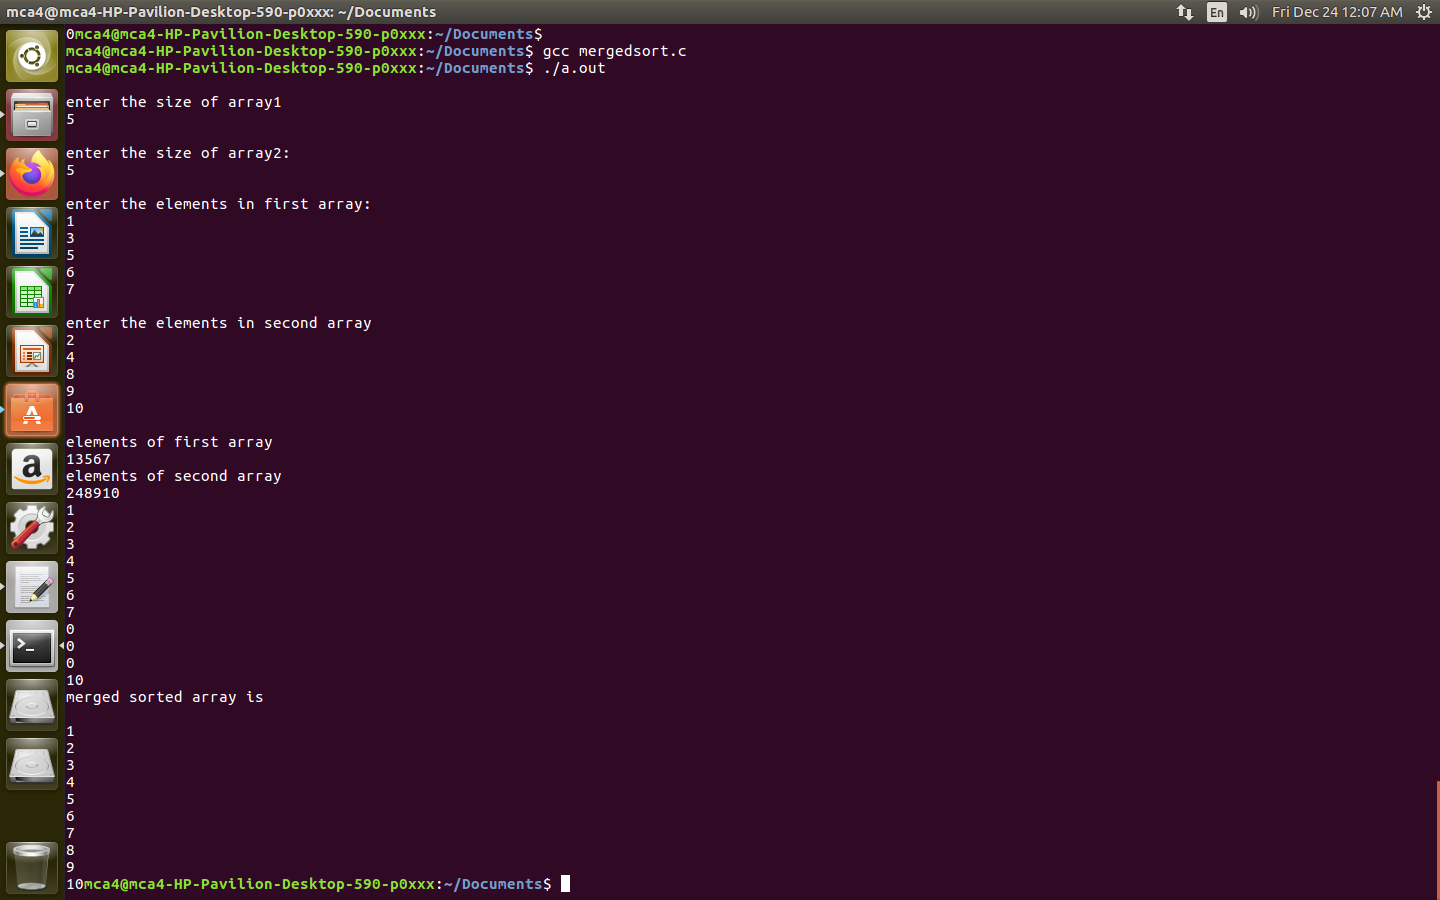 mca4@mca4-HP-Pavilion-Desktop-590-p0xxx: ~/Documents
En
Fri Dec 24 12:07 AM
0mca4@mca4-HP-Pavilion-Desktop-590-p0xxx:~/Documents$
mca4@mca4-HP-Pavilion-Desktop-590-p0xxx:~/Documents$ gcc mergedsort.c
mca4@mca4-HP-Pavilion-Desktop-590-p0xxx:~/Documents$ ./a.out
enter the size of array1
5
enter the size of array2:
5
enter the elements in first array:
1
3
5
6
7
enter the elements in second array
2
4
8
9
10
elements of first array
13567
elements of second array
248910
1
2
3
4
5
6
7
0
0
0
10
merged sorted array is
1
2
3
4
5
6
7
8
9
10mca4@mca4-HP-Pavilion-Desktop-590-p0xxx:~/Documents$